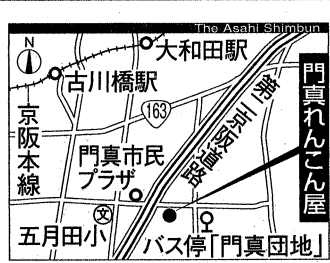 The Asahi Shimbun
N
大和田駅
古川橋駅
163
門真れんこん屋
第二京阪道路
京阪本線
門真市民
プラザ
文
五月田小
バス停「門真団地」